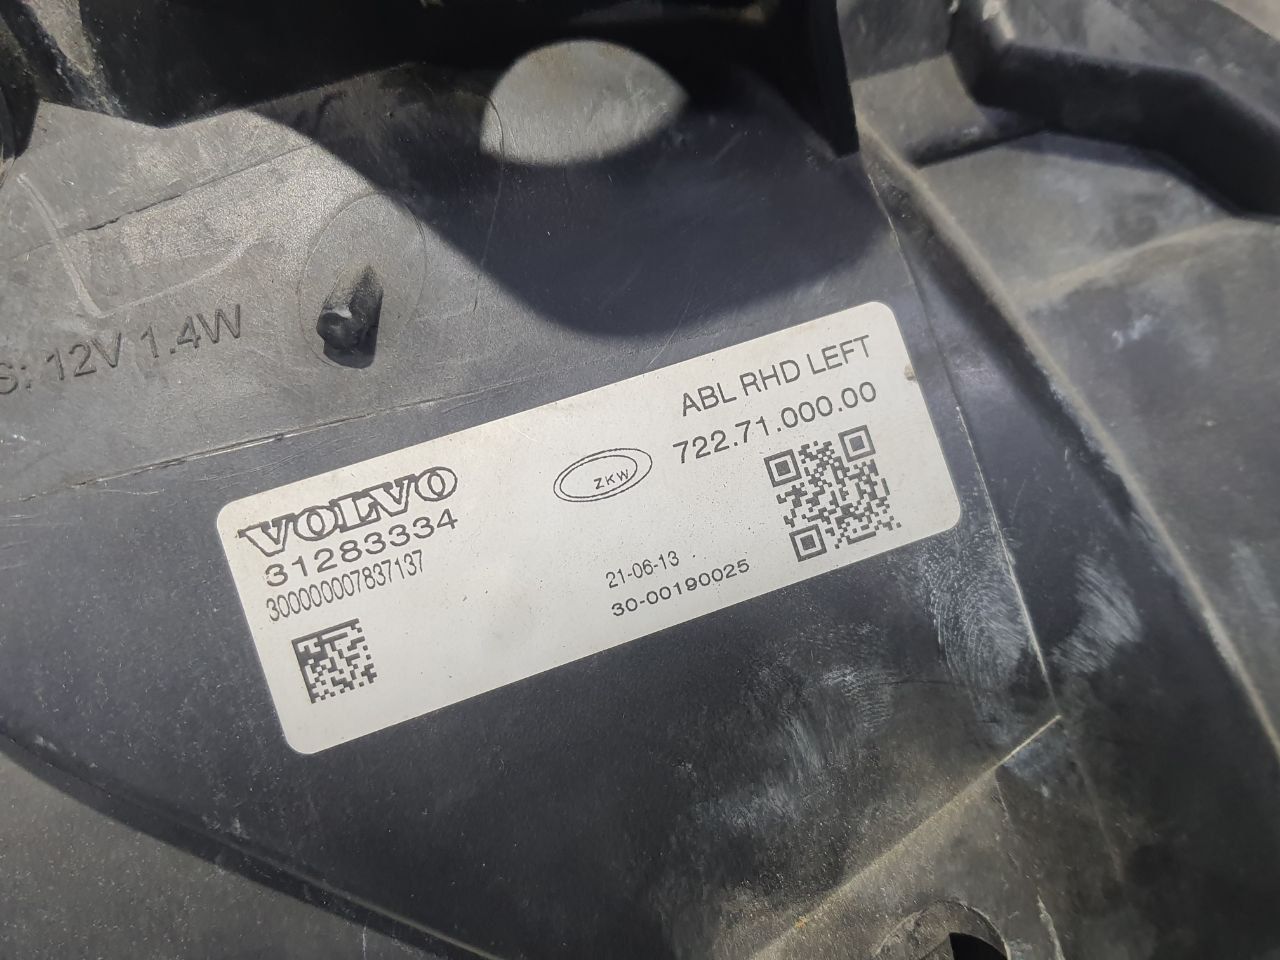 S: 12V 1.4W
ABL RHD LEFT
722.71.000.00
ZKW
VOLVO
31283334
300000007837137
21-06-13
30-00190025